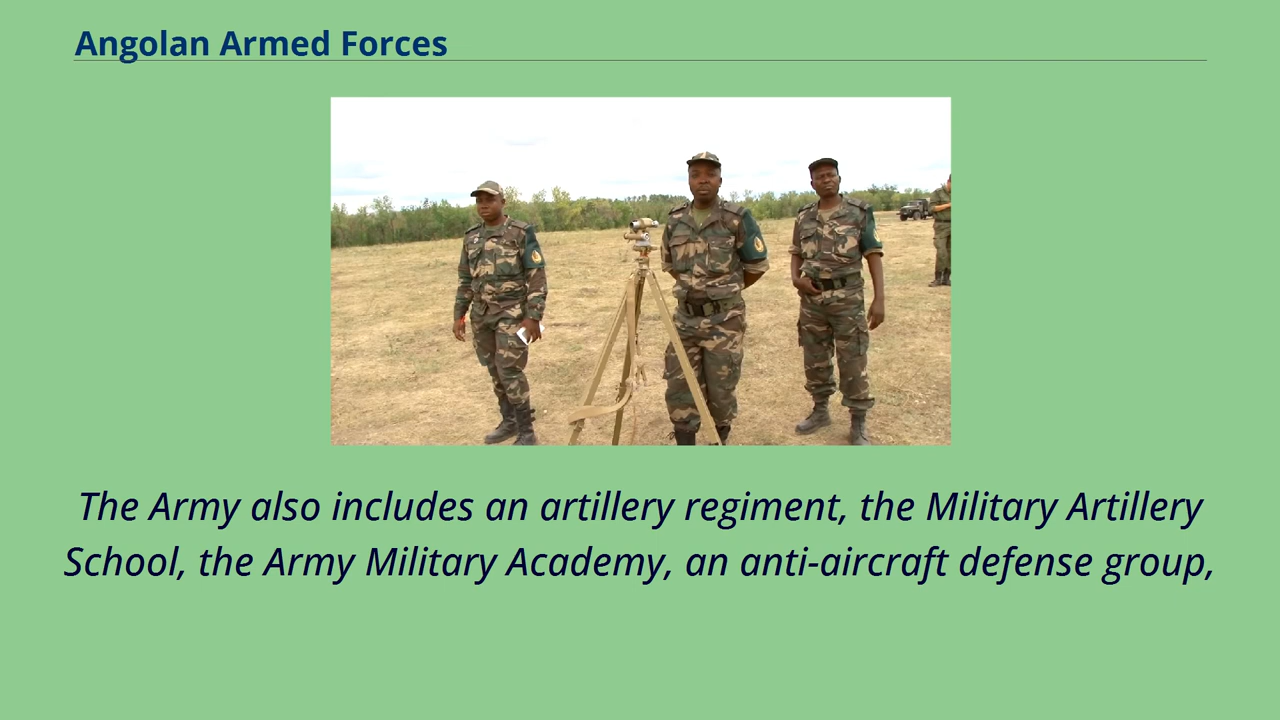 Angolan Armed Forces
The Army also includes an artillery regiment, the Military Artillery
School, the Army Military Academy, an anti-aircraft defense group,